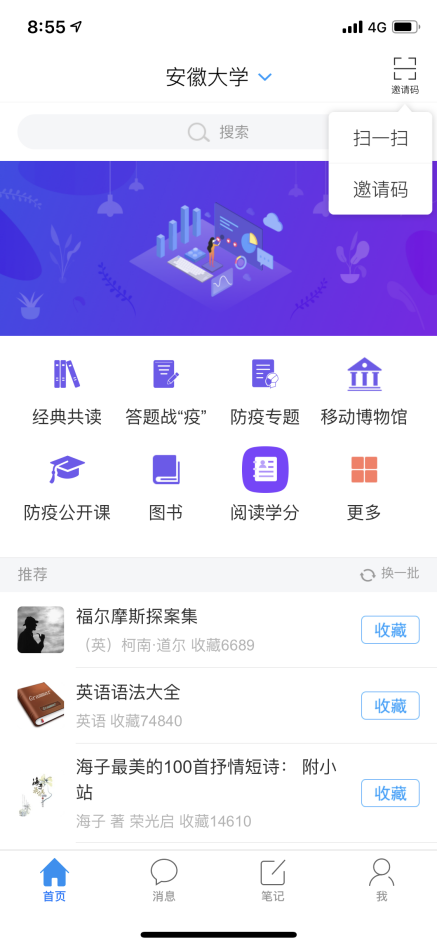 8:55
4G
安徽大学
邀请码
搜索
扫一扫
邀请码
经典共读
答题战“疫”
防疫专题
移动博物馆
防疫公开课
图书
阅读学分
更多
推荐
换一批
福尔摩斯探案集
（英）柯南·道尔 收藏6689
收藏
Grammar
英语语法大全
英语 收藏74840
收藏
海子最美的100首抒情短诗： 附小
站
海子 著 荣光启 收藏14610
收藏
首页
消息
笔记
我